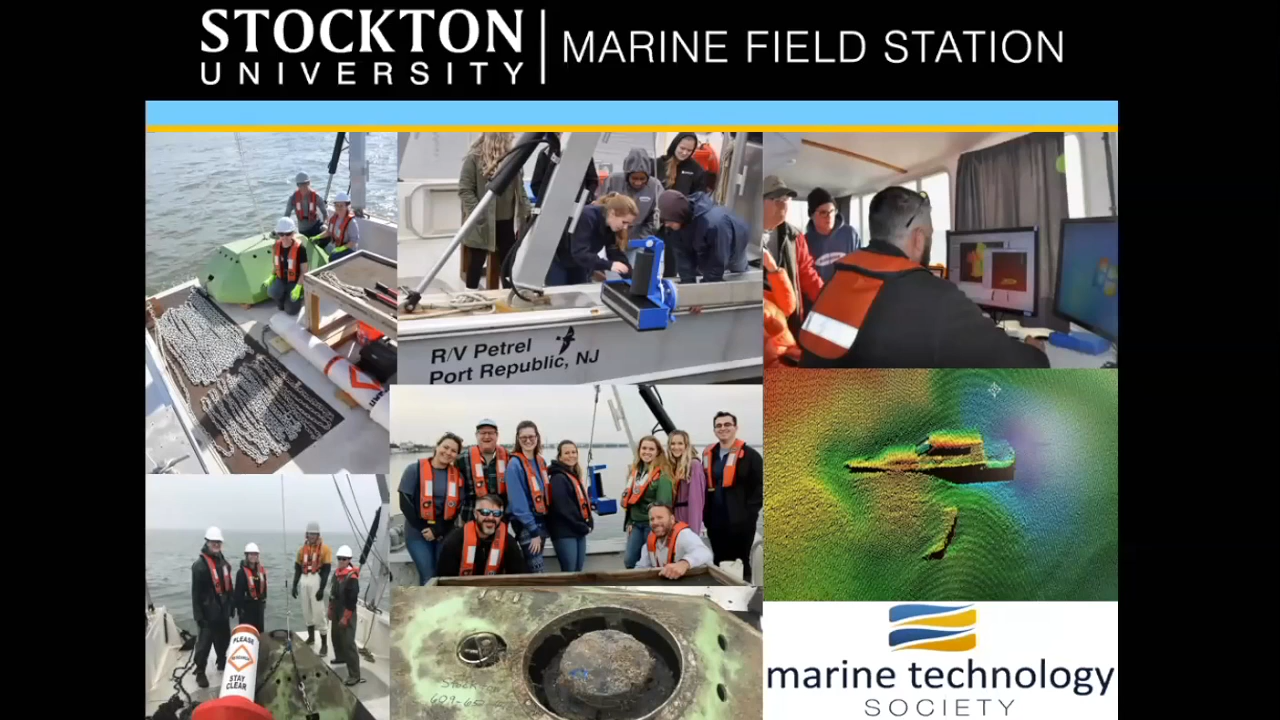 STOCKTON
UNIVERSITY
MARINE FIELD STATION
R/V Petrel
Port Republic, NJ
PLEASE
STAY
CLEAR
marine technology
SOCIETY